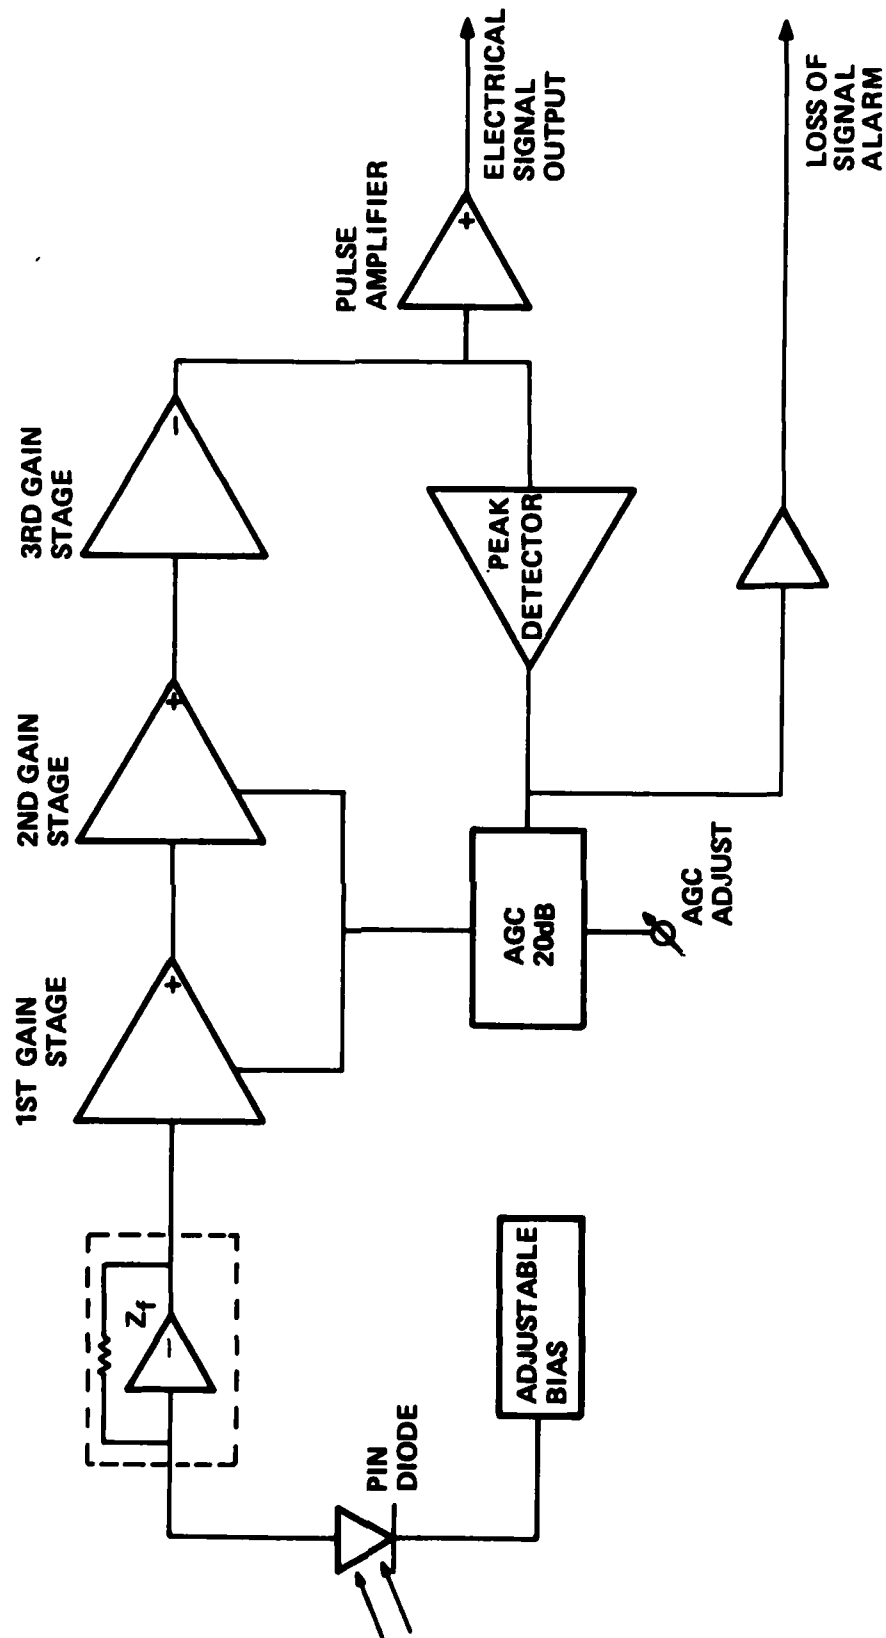 1ST GAIN
STAGE
2ND GAIN
STAGE
3RD GAIN
STAGE
Zf
−
+
+
−
PULSE
AMPLIFIER
+
ELECTRICAL
SIGNAL
OUTPUT
PIN
DIODE
ADJUSTABLE
BIAS
AGC
20dB
AGC
ADJUST
PEAK
DETECTOR
LOSS OF
SIGNAL
ALARM